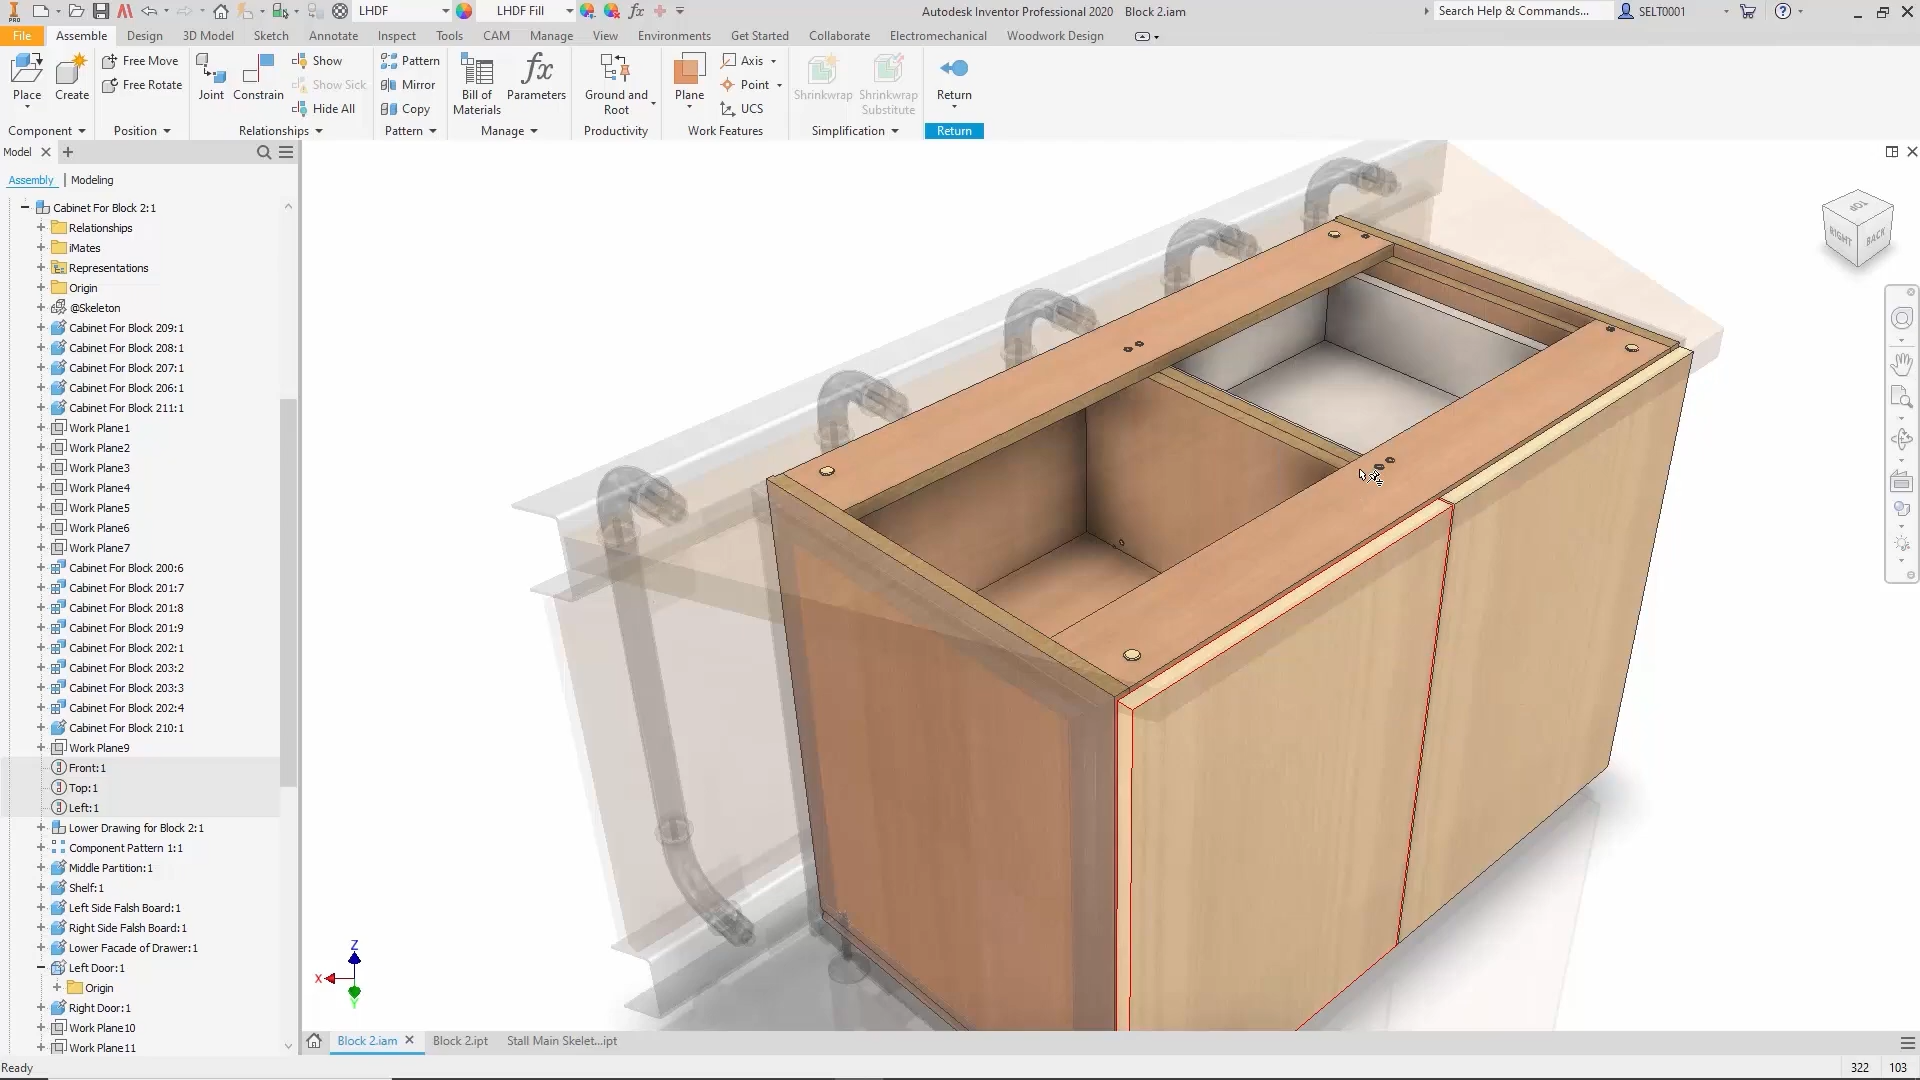 PRO
LHDF
LHDF Fill
fx
Autodesk Inventor Professional 2020 Block 2.iam
Search Help & Commands...
SELT0001
File
Assemble
Design
3D Model
Sketch
Annotate
Inspect
Tools
CAM
Manage
View
Environments
Get Started
Collaborate
Electromechanical
Woodwork Design
Place
Create
Free Move
Free Rotate
Joint
Constrain
Show
Show Sick
Hide All
Pattern
Mirror
Copy
Bill of
Materials
fx
Parameters
Ground and
Root
Plane
Axis
Point
UCS
Shrinkwrap
Shrinkwrap
Substitute
Return
Component
Position
Relationships
Pattern
Manage
Productivity
Work Features
Simplification
Return
Model
Assembly
Modeling
Cabinet For Block 2:1
Relationships
iMates
Representations
Origin
@Skeleton
Cabinet For Block 209:1
Cabinet For Block 208:1
Cabinet For Block 207:1
Cabinet For Block 206:1
Cabinet For Block 211:1
Work Plane1
Work Plane2
Work Plane3
Work Plane4
Work Plane5
Work Plane6
Work Plane7
Cabinet For Block 200:6
Cabinet For Block 201:7
Cabinet For Block 201:8
Cabinet For Block 201:9
Cabinet For Block 202:1
Cabinet For Block 203:2
Cabinet For Block 203:3
Cabinet For Block 202:4
Cabinet For Block 210:1
Work Plane9
Front:1
Top:1
Left:1
Lower Drawing for Block 2:1
Component Pattern 1:1
Middle Partition:1
Shelf:1
Left Side Falsh Board:1
Right Side Falsh Board:1
Lower Facade of Drawer:1
Left Door:1
Origin
Right Door:1
Work Plane10
Work Plane11
TOP
RIGHT
BACK
Z
X
Y
Block 2.iam
Block 2.ipt
Stall Main Skelet...ipt
Ready
322
103